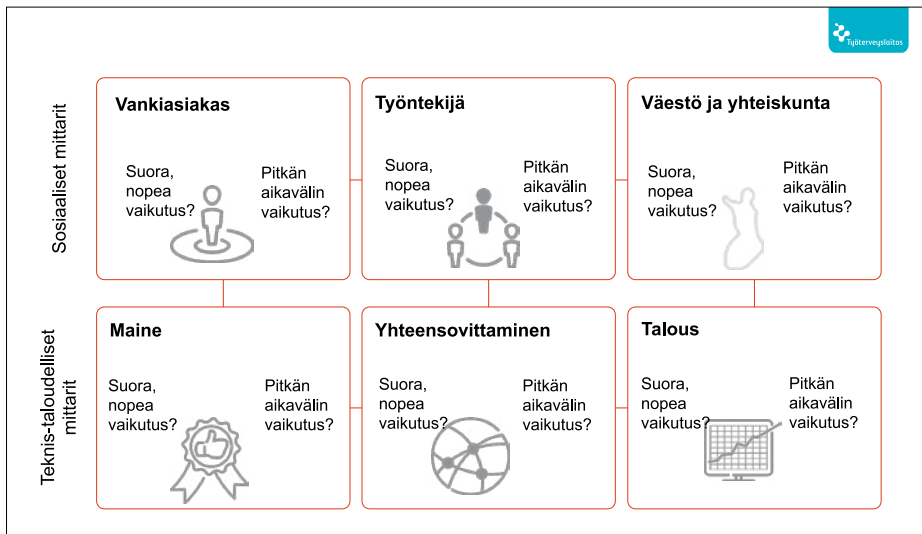 Työterveyslaitos
Sosiaaliset mittarit
Vankiasiakas
Suora,
nopea
vaikutus?
Pitkän
aikavälin
vaikutus?
Työntekijä
Suora,
nopea
vaikutus?
Pitkän
aikavälin
vaikutus?
Väestö ja yhteiskunta
Suora,
nopea
vaikutus?
Pitkän
aikavälin
vaikutus?
Teknis-taloudelliset
mittarit
Maine
Suora,
nopea
vaikutus?
Pitkän
aikavälin
vaikutus?
Yhteensovittaminen
Suora,
nopea
vaikutus?
Pitkän
aikavälin
vaikutus?
Talous
Suora,
nopea
vaikutus?
Pitkän
aikavälin
vaikutus?